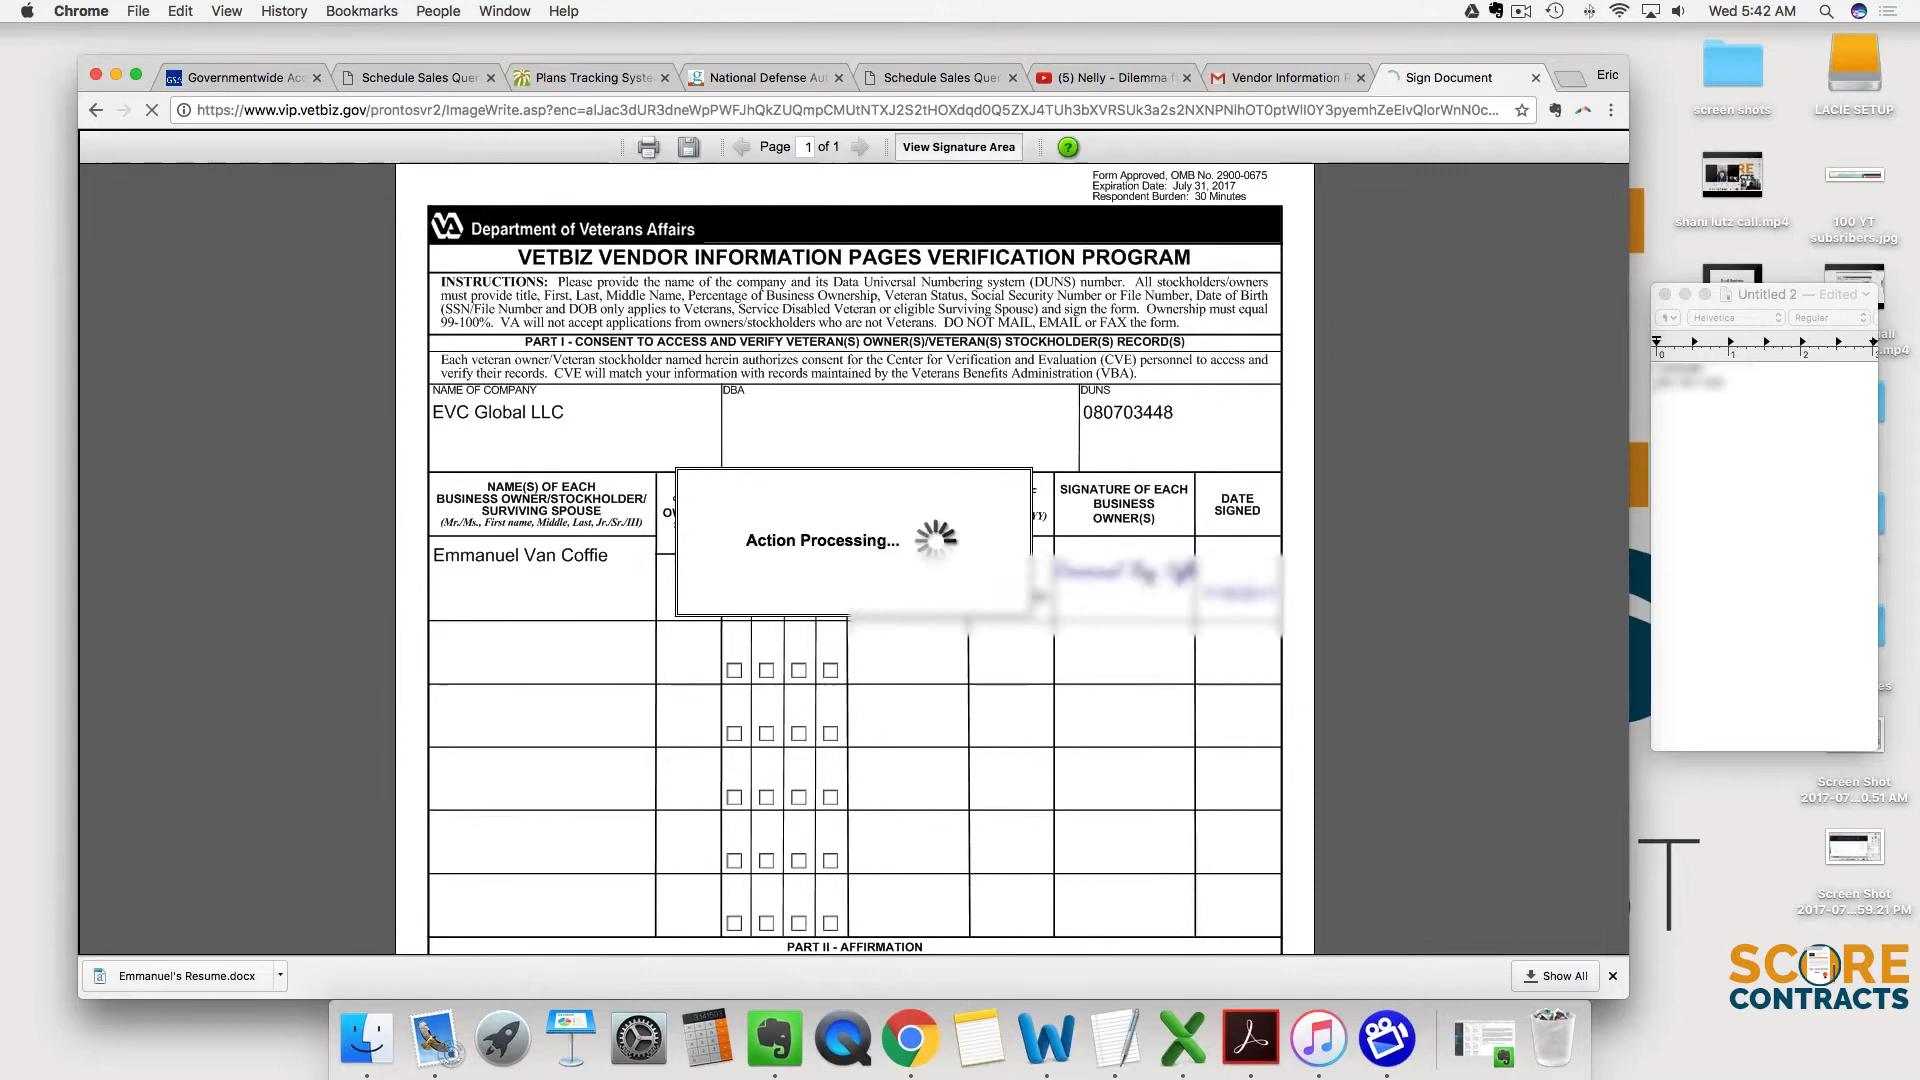 Chrome File Edit View History Bookmarks People Window Help
Wed 5:42 AM
Governmentwide Acc
Schedule Sales Quer
Plans Tracking Syste
National Defense Aut
Schedule Sales Quer
(5) Nelly - Dilemma f
Vendor Information P
Sign Document
Eric
Page 1 of 1
View Signature Area
?
Form Approved, OMB No. 2900-0675
Expiration Date: July 31, 2017
Respondent Burden: 30 Minutes
VA Department of Veterans Affairs
VETBIZ VENDOR INFORMATION PAGES VERIFICATION PROGRAM
INSTRUCTIONS: Please provide the name of the company and its Data Universal Numbering system (DUNS) number. All stockholders/owners
must provide title, First, Last, Middle Name, Percentage of Business Ownership, Veteran Status, Social Security Number or File Number, Date of Birth
(SSN/File Number and DOB only applies to Veterans, Service Disabled Veteran or eligible Surviving Spouse) and sign the form. Ownership must equal
99-100%. VA will not accept applications from owners/stockholders who are not Veterans. DO NOT MAIL, EMAIL or FAX the form.
PART I - CONSENT TO ACCESS AND VERIFY VETERAN(S) OWNER(S)/VETERAN(S) STOCKHOLDER(S) RECORD(S)
Each veteran owner/Veteran stockholder named herein authorizes consent for the Center for Verification and Evaluation (CVE) personnel to access and
verify their records. CVE will match your information with records maintained by the Veterans Benefits Administration (VBA).
NAME OF COMPANY
DBA
DUNS
EVC Global LLC
080703448
NAME(S) OF EACH
BUSINESS OWNER/STOCKHOLDER/
SURVIVING SPOUSE
(Mr./Ms., First name, Middle, Last, Jr./Sr./III)
SIGNATURE OF EACH
BUSINESS
OWNER(S)
DATE
SIGNED
Emmanuel Van Coffie
Action Processing...
PART II - AFFIRMATION
Emmanuel's Resume.docx
Show All
screen shots
LACIE SETUP
shani lutz call.mp4
100 YT
subsribers.jpg
Untitled 2 — Edited
Helvetica
Regular
0 1 2
Screen Shot
2017-07...0.51 AM
Screen Shot
2017-07...59.21 PM
SCORE
CONTRACTS